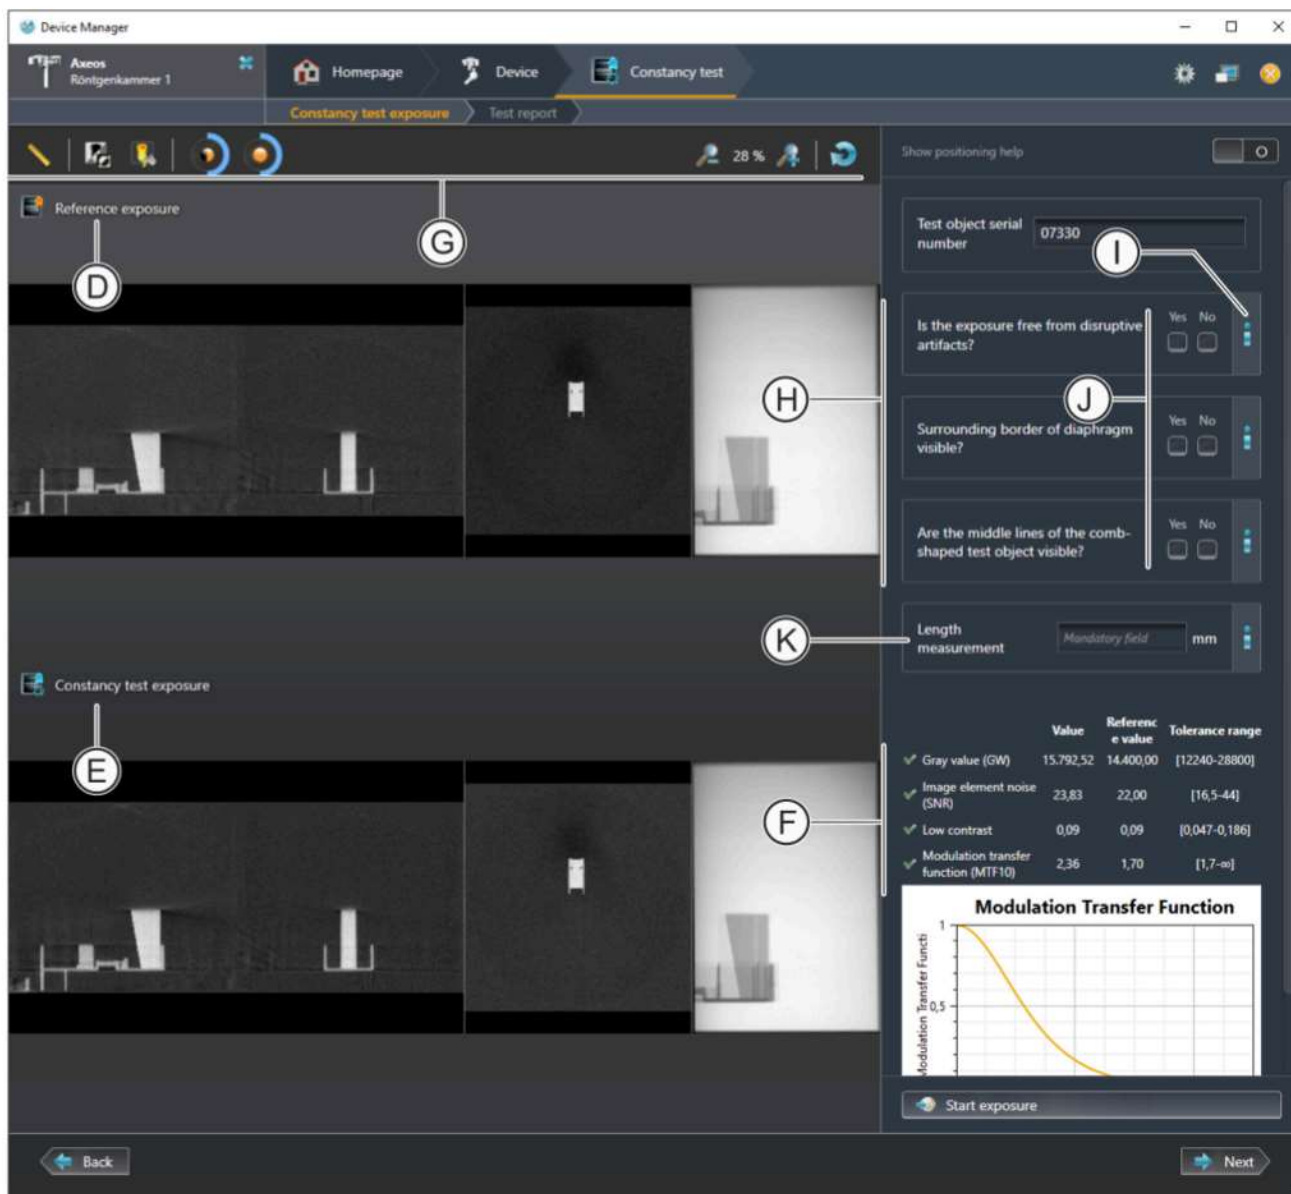 Device Manager
Axeos
Röntgenkammer 1
Homepage
Device
Constancy test
Constancy test exposure
Test report
28 %
Show positioning help
Reference exposure
G
D
Test object serial
number
07330
I
Is the exposure free from disruptive
artifacts?
Yes No
H
J
Surrounding border of diaphragm
visible?
Yes No
Are the middle lines of the comb-
shaped test object visible?
Yes No
K
Length
measurement
Mandatory field
mm
Constancy test exposure
E
F
Value
Referenc
e value
Tolerance range
Gray value (GW) 15.792,52 14.400,00 [12240-28800]
Image element noise
(SNR) 23,83 22,00 [16,5-44]
Low contrast 0,09 0,09 [0,047-0,186]
Modulation transfer
function (MTF10) 2,36 1,70 [1,7-∞]
Modulation Transfer Function
Modulation Transfer Functi
1
0,5
Start exposure
Back
Next